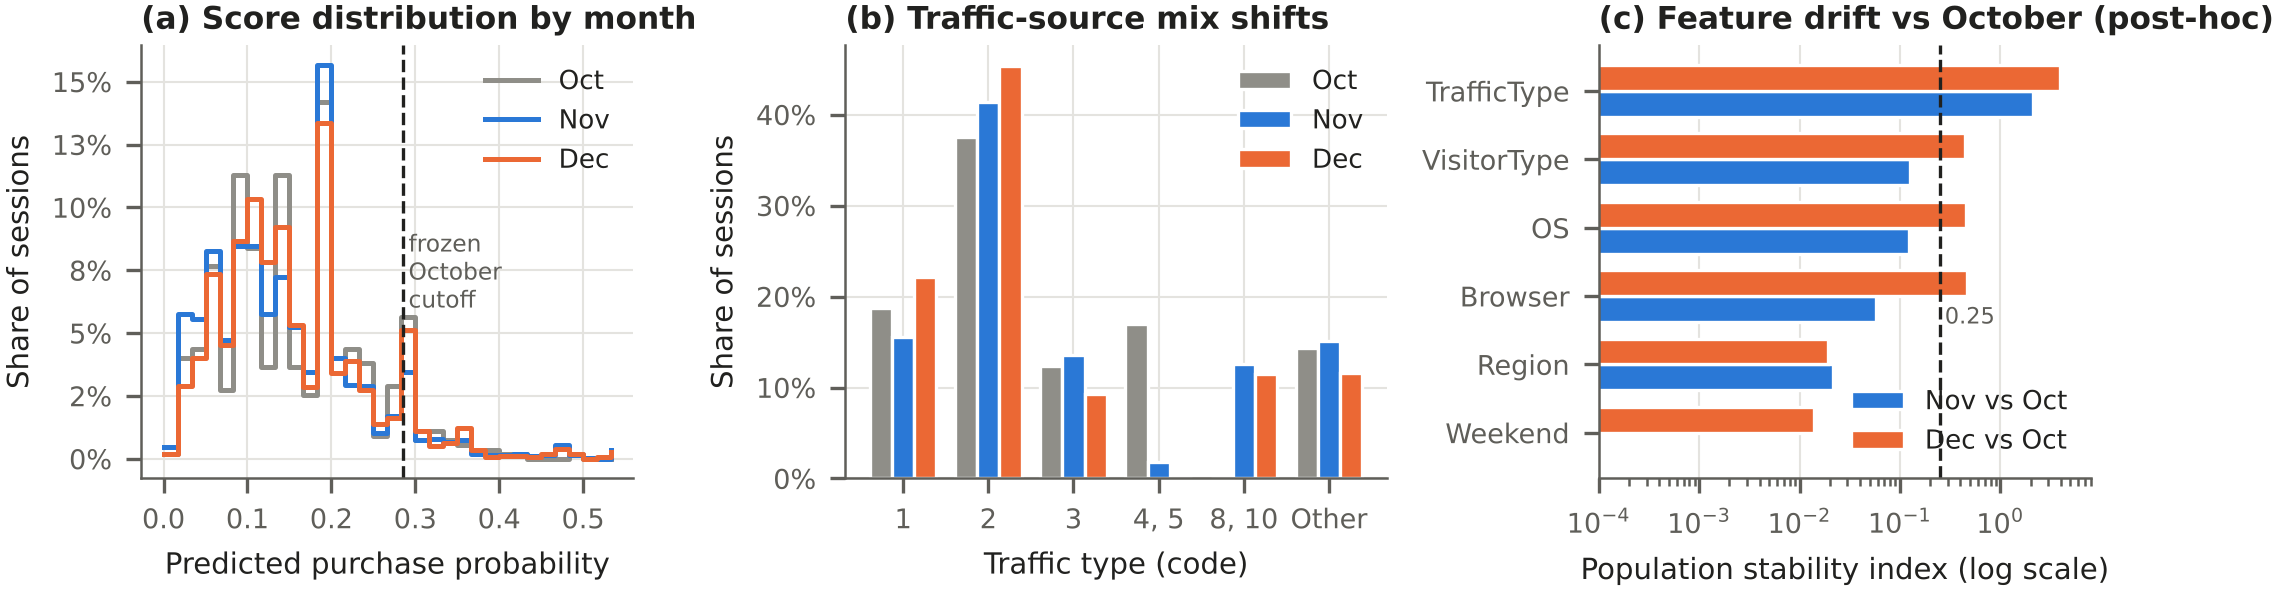 (a) Score distribution by month
Share of sessions
15%
13%
10%
8%
5%
2%
0%
Oct
Nov
Dec
frozen
October
cutoff
0.0 0.1 0.2 0.3 0.4 0.5
Predicted purchase probability
(b) Traffic-source mix shifts
Share of sessions
40%
30%
20%
10%
0%
Oct
Nov
Dec
1 2 3 4, 5 8, 10 Other
Traffic type (code)
(c) Feature drift vs October (post-hoc)
TrafficType
VisitorType
OS
Browser
Region
Weekend
0.25
Nov vs Oct
Dec vs Oct
10⁻⁴ 10⁻³ 10⁻² 10⁻¹ 10⁰
Population stability index (log scale)